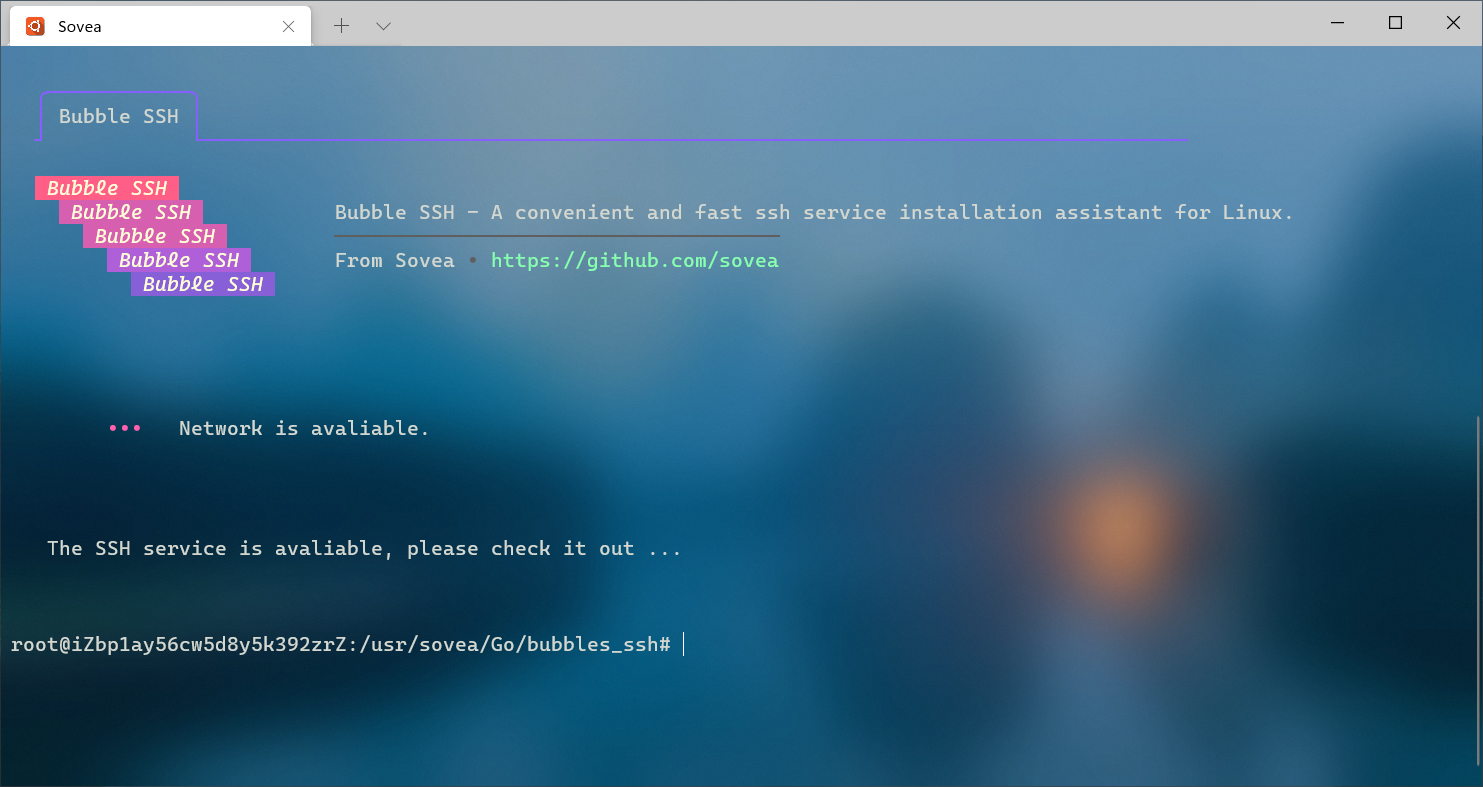 Sovea
Bubble SSH
Bubble SSH
Bubble SSH
Bubble SSH
Bubble SSH
Bubble SSH
Bubble SSH - A convenient and fast ssh service installation assistant for Linux.
From Sovea • https://github.com/sovea
••• Network is avaliable.
The SSH service is avaliable, please check it out ...
root@iZbp1ay56cw5d8y5k392zrZ:/usr/sovea/Go/bubbles_ssh#